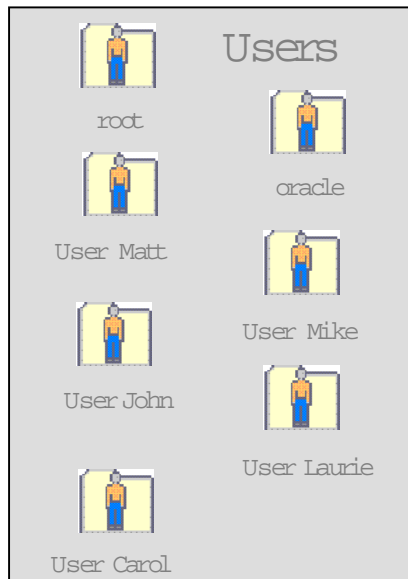 Users
root
oracle
User Matt
User Mike
User John
User Laurie
User Carol